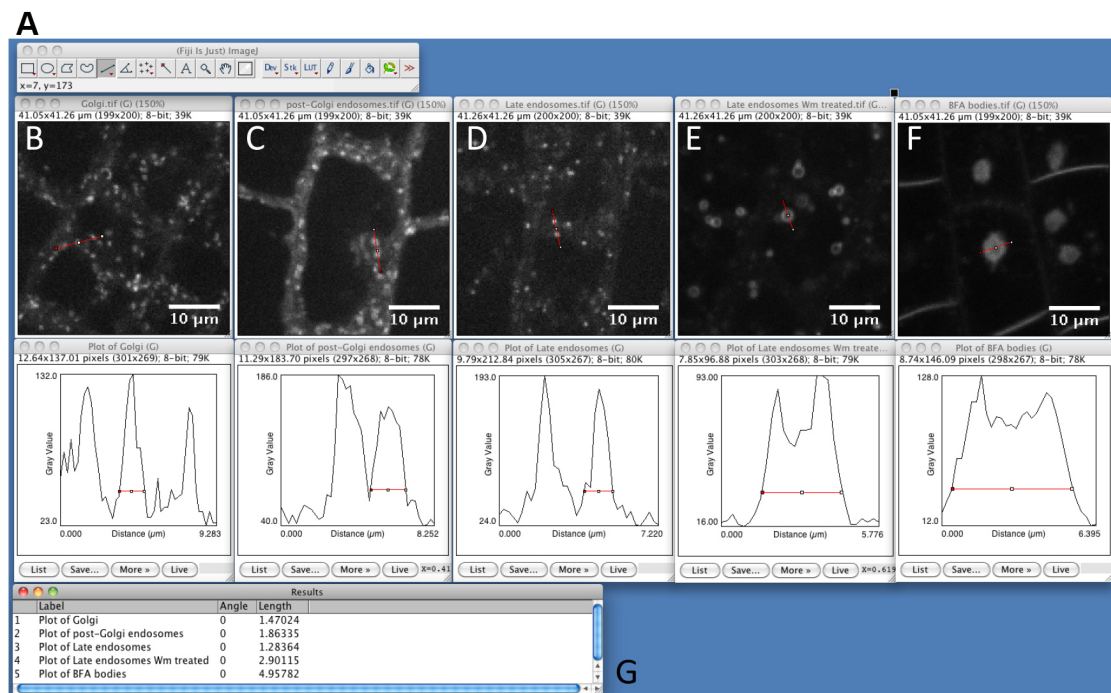 A
(Fiji Is Just) ImageJ
A Dev Stk LUT >>
x=7, y=173
Golgi.tif (G) (150%)
41.05x41.26 µm (199x200); 8-bit; 39K
B
10 µm
post-Golgi endosomes.tif (G) (150%)
41.05x41.26 µm (199x200); 8-bit; 39K
C
10 µm
Late endosomes.tif (G) (150%)
41.26x41.26 µm (200x200); 8-bit; 39K
D
10 µm
Late endosomes Wm treated.tif (G...
41.26x41.26 µm (200x200); 8-bit; 39K
E
10 µm
BFA bodies.tif (G) (150%)
41.05x41.26 µm (199x200); 8-bit; 39K
F
10 µm
Plot of Golgi (G)
12.64x137.01 pixels (301x269); 8-bit; 79K
132.0
Gray Value
23.0
0.000 9.283
Distance (µm)
List Save... More » Live
Plot of post-Golgi endosomes (G)
11.29x183.70 pixels (297x268); 8-bit; 78K
186.0
Gray Value
40.0
0.000 8.252
Distance (µm)
List Save... More » Live X=0.41
Plot of Late endosomes (G)
9.79x212.84 pixels (305x267); 8-bit; 80K
193.0
Gray Value
24.0
0.000 7.220
Distance (µm)
List Save... More » Live
Plot of Late endosomes Wm treate...
7.85x96.88 pixels (303x268); 8-bit; 79K
93.00
Gray Value
16.00
0.000 5.776
Distance (µm)
List Save... More » Live X=0.619
Plot of BFA bodies (G)
8.74x146.09 pixels (298x267); 8-bit; 78K
128.0
Gray Value
12.0
0.000 6.395
Distance (µm)
List Save... More » Live
Results
Label Angle Length
1 Plot of Golgi 0 1.47024
2 Plot of post-Golgi endosomes 0 1.86335
3 Plot of Late endosomes 0 1.28364
4 Plot of Late endosomes Wm treated 0 2.90115
5 Plot of BFA bodies 0 4.95782
G